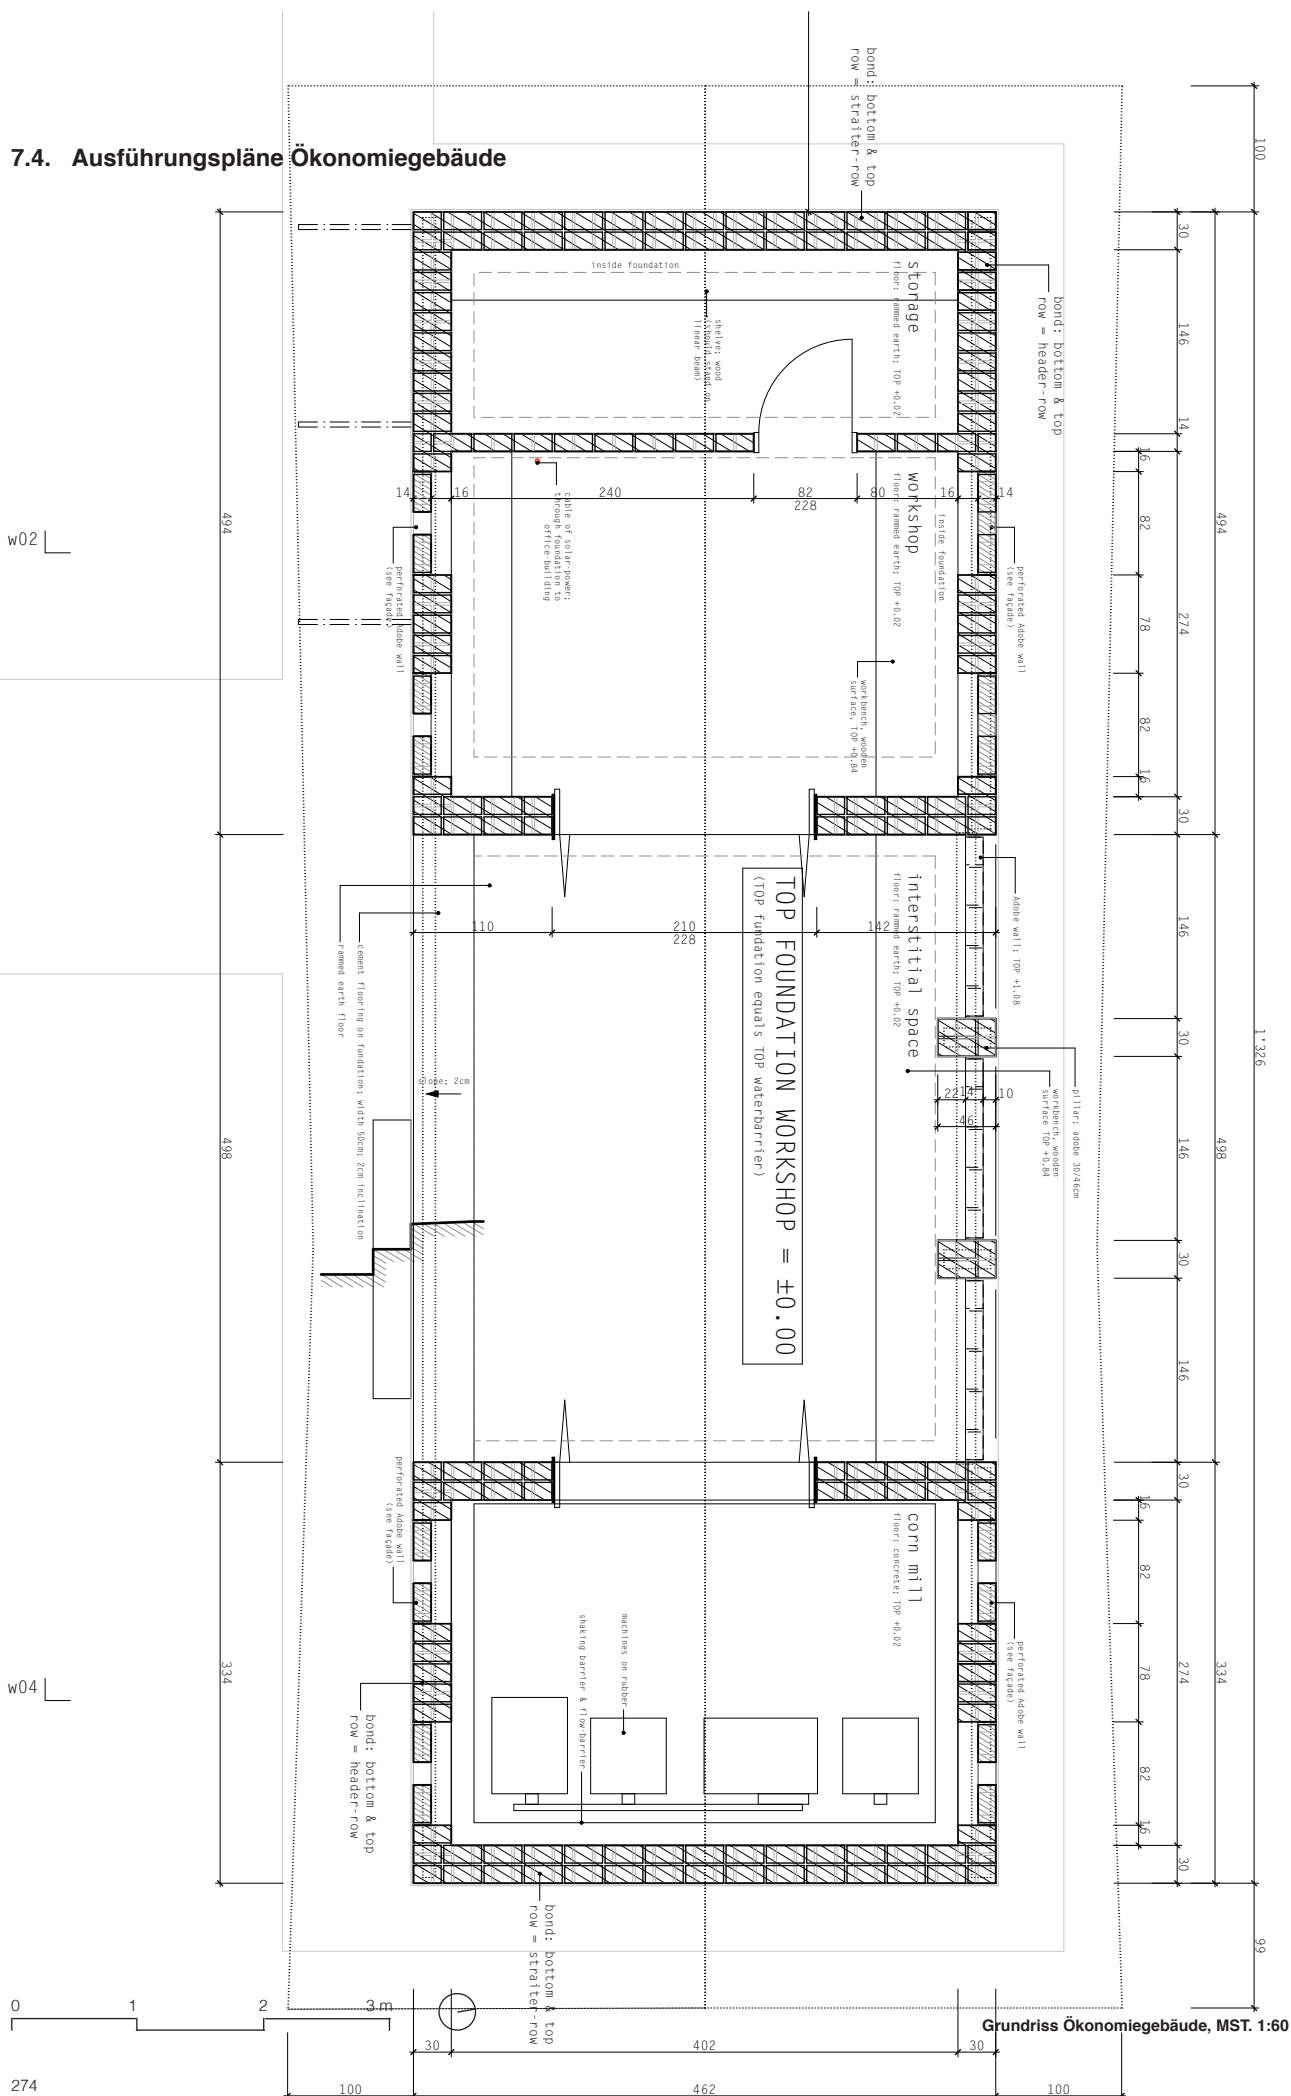 7.4. Ausführungspläne Ökonomiegebäude
bond: bottom & top
row = straiter-row
100
30
inside foundation
storage
floor: rammed earth; TOP +0.02
shelve; wood
(should stand on
linear beam)
bond: bottom & top
row = header-row
146
14
16
workshop
floor: rammed earth; TOP +0.02
14
16
240
82
228
80
16
14
inside foundation
cable of solar-power;
through foundation to
office-building
w02
494
82
494
perforated Adobe wall
(see façade)
perforated Adobe wall
(see façade)
78
274
workbench, wooden
surface, TOP +0.84
82
16
30
interstitial space
floor: rammed earth; TOP +0.02
TOP FOUNDATION WORKSHOP = ±0.00
(TOP fundation equals TOP waterbarrier)
Adobe wall; TOP +1.08
110
210
228
142
146
rammed earth floor
cement flooring on fundation; width 50cm; 2cm inclination
30
1'326
slope; 2cm
22
14
10
46
pillar; adobe 30/46cm
workbench, wooden
surface TOP +0.84
498
146
498
30
146
30
perforated Adobe wall
(see façade)
corn mill
floor: concrete; TOP +0.02
16
82
machines on rubber
shaking barrier & flow-barrier
perforated Adobe wall
(see façade)
w04
334
78
274
334
bond: bottom & top
row = header-row
82
16
30
bond: bottom & top
row = straiter-row
99
0 1 2 3 m
Grundriss Ökonomiegebäude, MST. 1:60
30
402
30
274
100
462
100